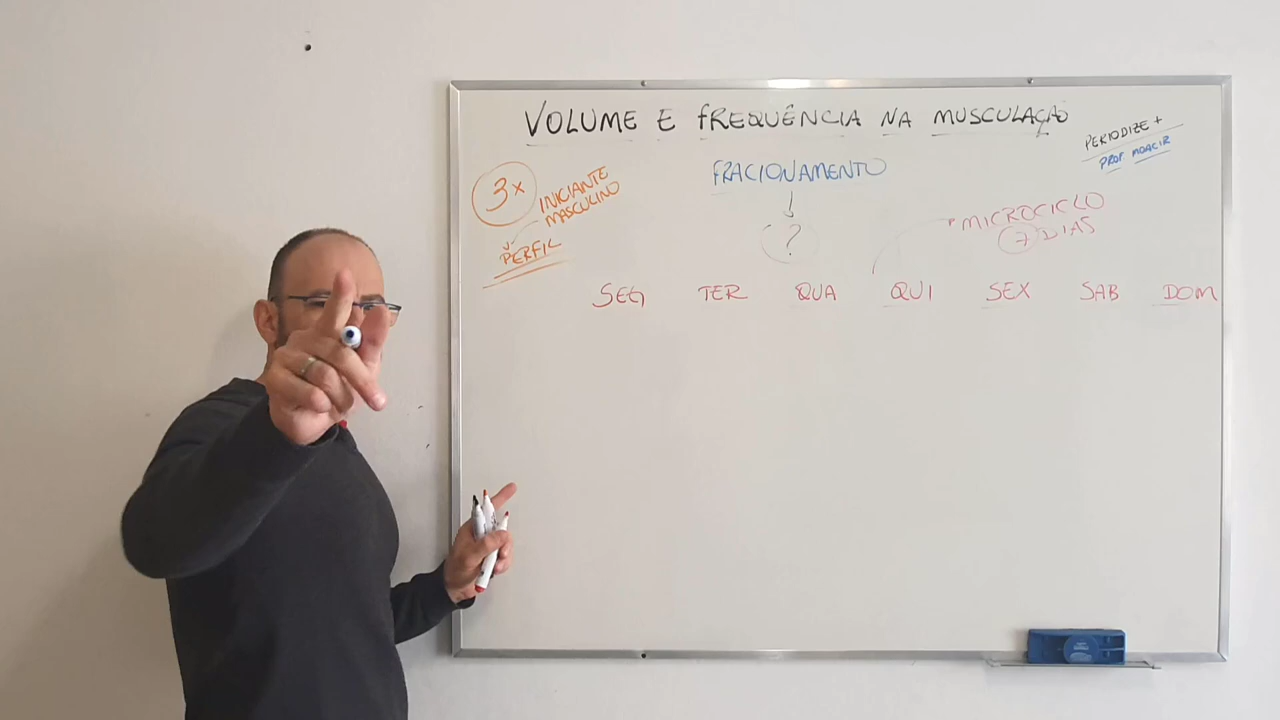 VOLUME E FREQUÊNCIA NA MUSCULAÇÃO
PERIODIZE +
PROF MOACIR
FRACIONAMENTO
?
3x
INICIANTE
MASCULINO
PERFIL
MICROCICLO
7 DIAS
SEG TER QUA QUI SEX SAB DOM